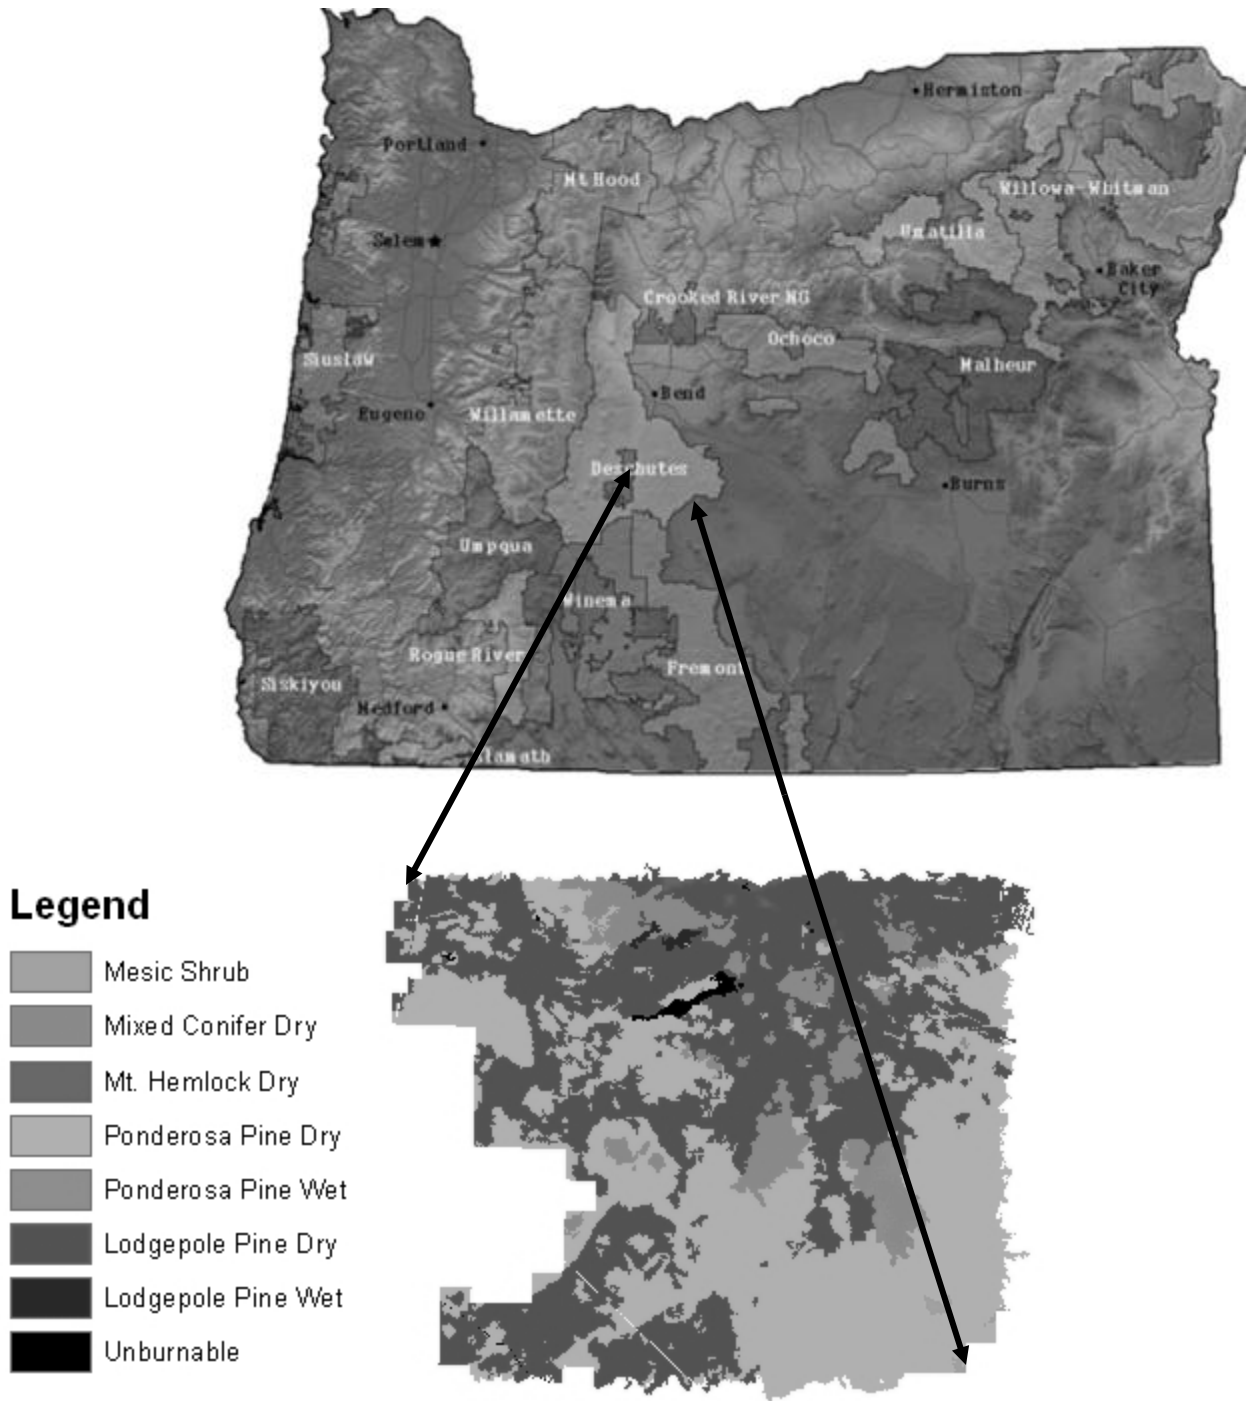 Hermiston
Portland
Mt Hood
Willowa-Whitman
Umatilla
Salem
Baker
City
Crooked River NG
Ochoco
Siuslaw
Malheur
Bend
Eugeno
Willamette
Deschutes
Burns
Umpqua
Winema
Rogue River
Fremont
Siskiyou
Medford
lamath
Legend
Mesic Shrub
Mixed Conifer Dry
Mt. Hemlock Dry
Ponderosa Pine Dry
Ponderosa Pine Wet
Lodgepole Pine Dry
Lodgepole Pine Wet
Unburnable